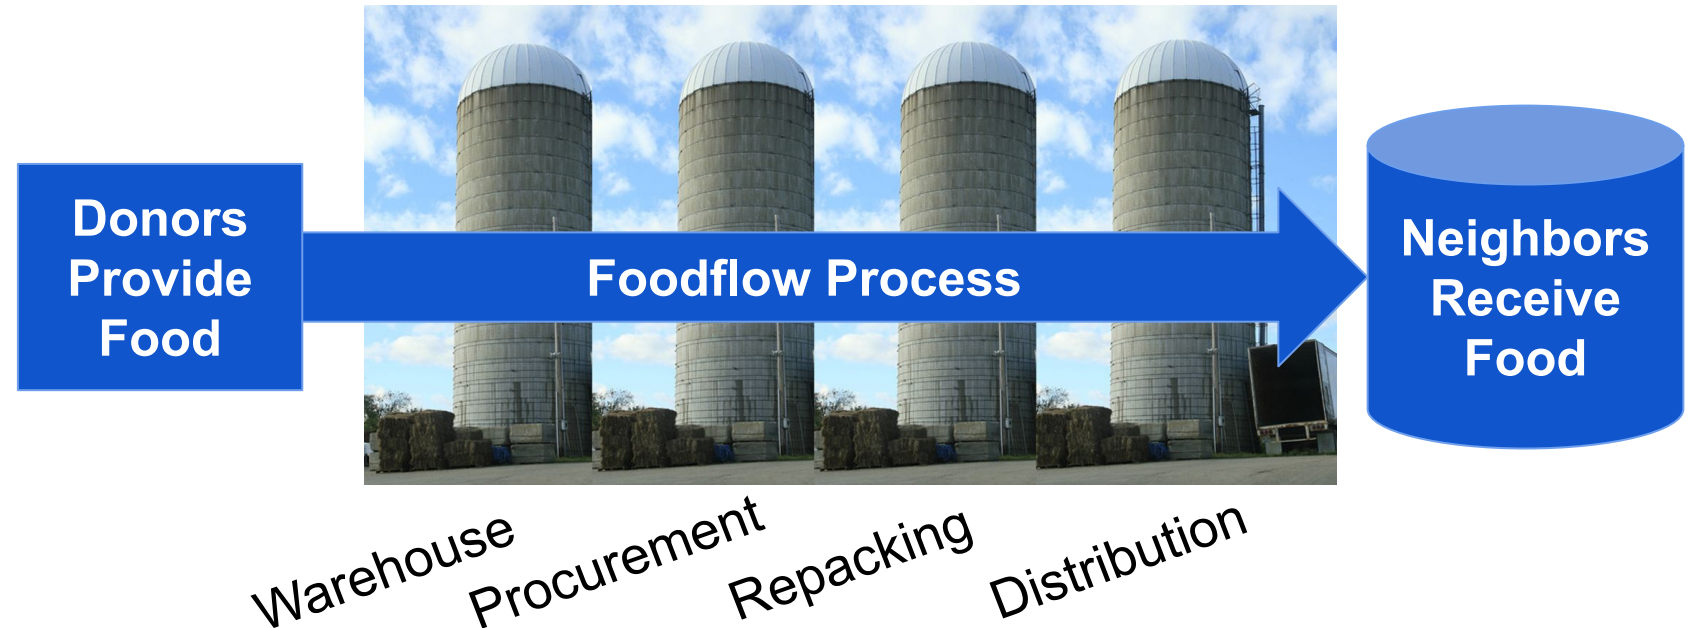 Donors
Provide
Food
Foodflow Process
Neighbors
Receive
Food
Warehouse
Procurement
Repacking
Distribution